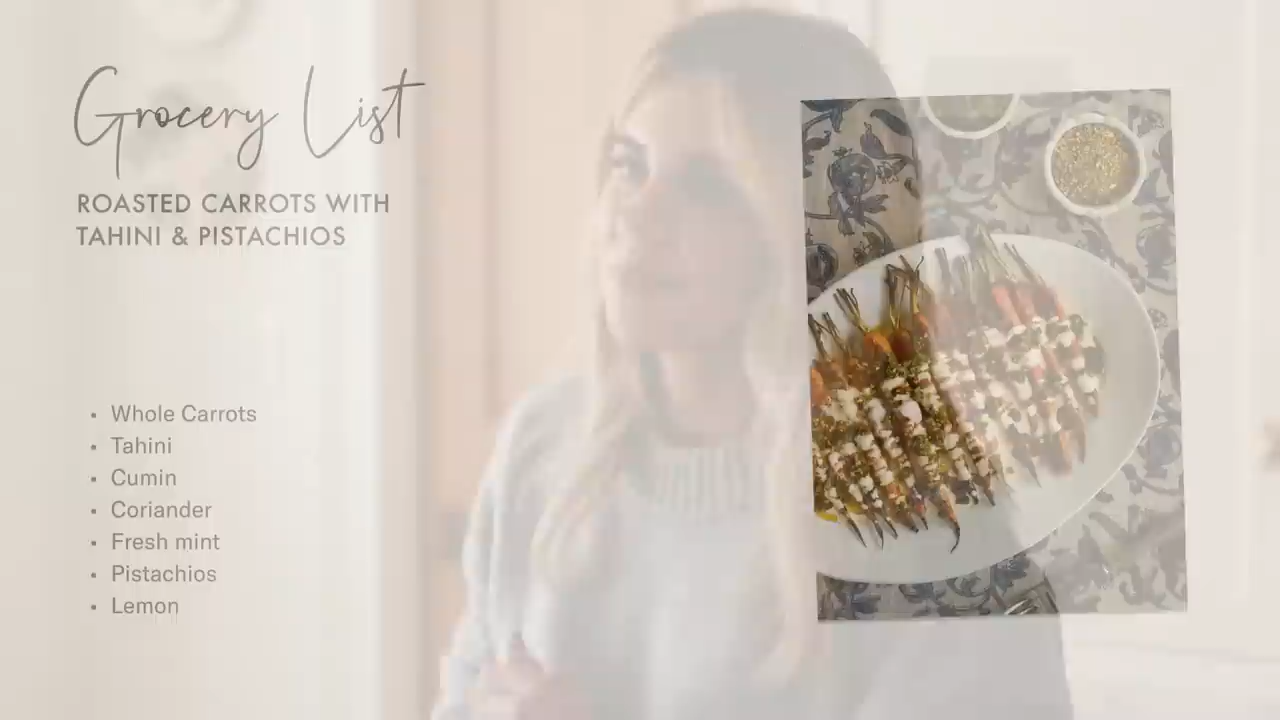 Grocery List
ROASTED CARROTS WITH
TAHINI & PISTACHIOS
• Whole Carrots
• Tahini
• Cumin
• Coriander
• Fresh mint
• Pistachios
• Lemon